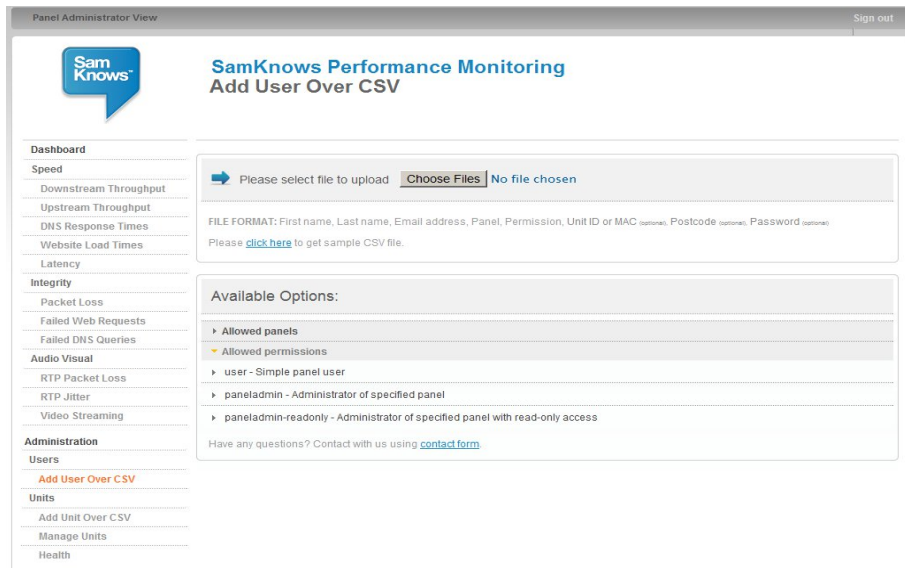 Panel Administrator View
Sign out
Sam
Knows™
SamKnows Performance Monitoring
Add User Over CSV
Dashboard
Speed
Downstream Throughput
Upstream Throughput
DNS Response Times
Website Load Times
Latency
Integrity
Packet Loss
Failed Web Requests
Failed DNS Queries
Audio Visual
RTP Packet Loss
RTP Jitter
Video Streaming
Administration
Users
Add User Over CSV
Units
Add Unit Over CSV
Manage Units
Health
Please select file to upload Choose Files No file chosen
FILE FORMAT: First name, Last name, Email address, Panel, Permission, Unit ID or MAC (optional), Postcode (optional), Password (optional)
Please click here to get sample CSV file.
Available Options:
Allowed panels
Allowed permissions
user - Simple panel user
paneladmin - Administrator of specified panel
paneladmin-readonly - Administrator of specified panel with read-only access
Have any questions? Contact with us using contact form.